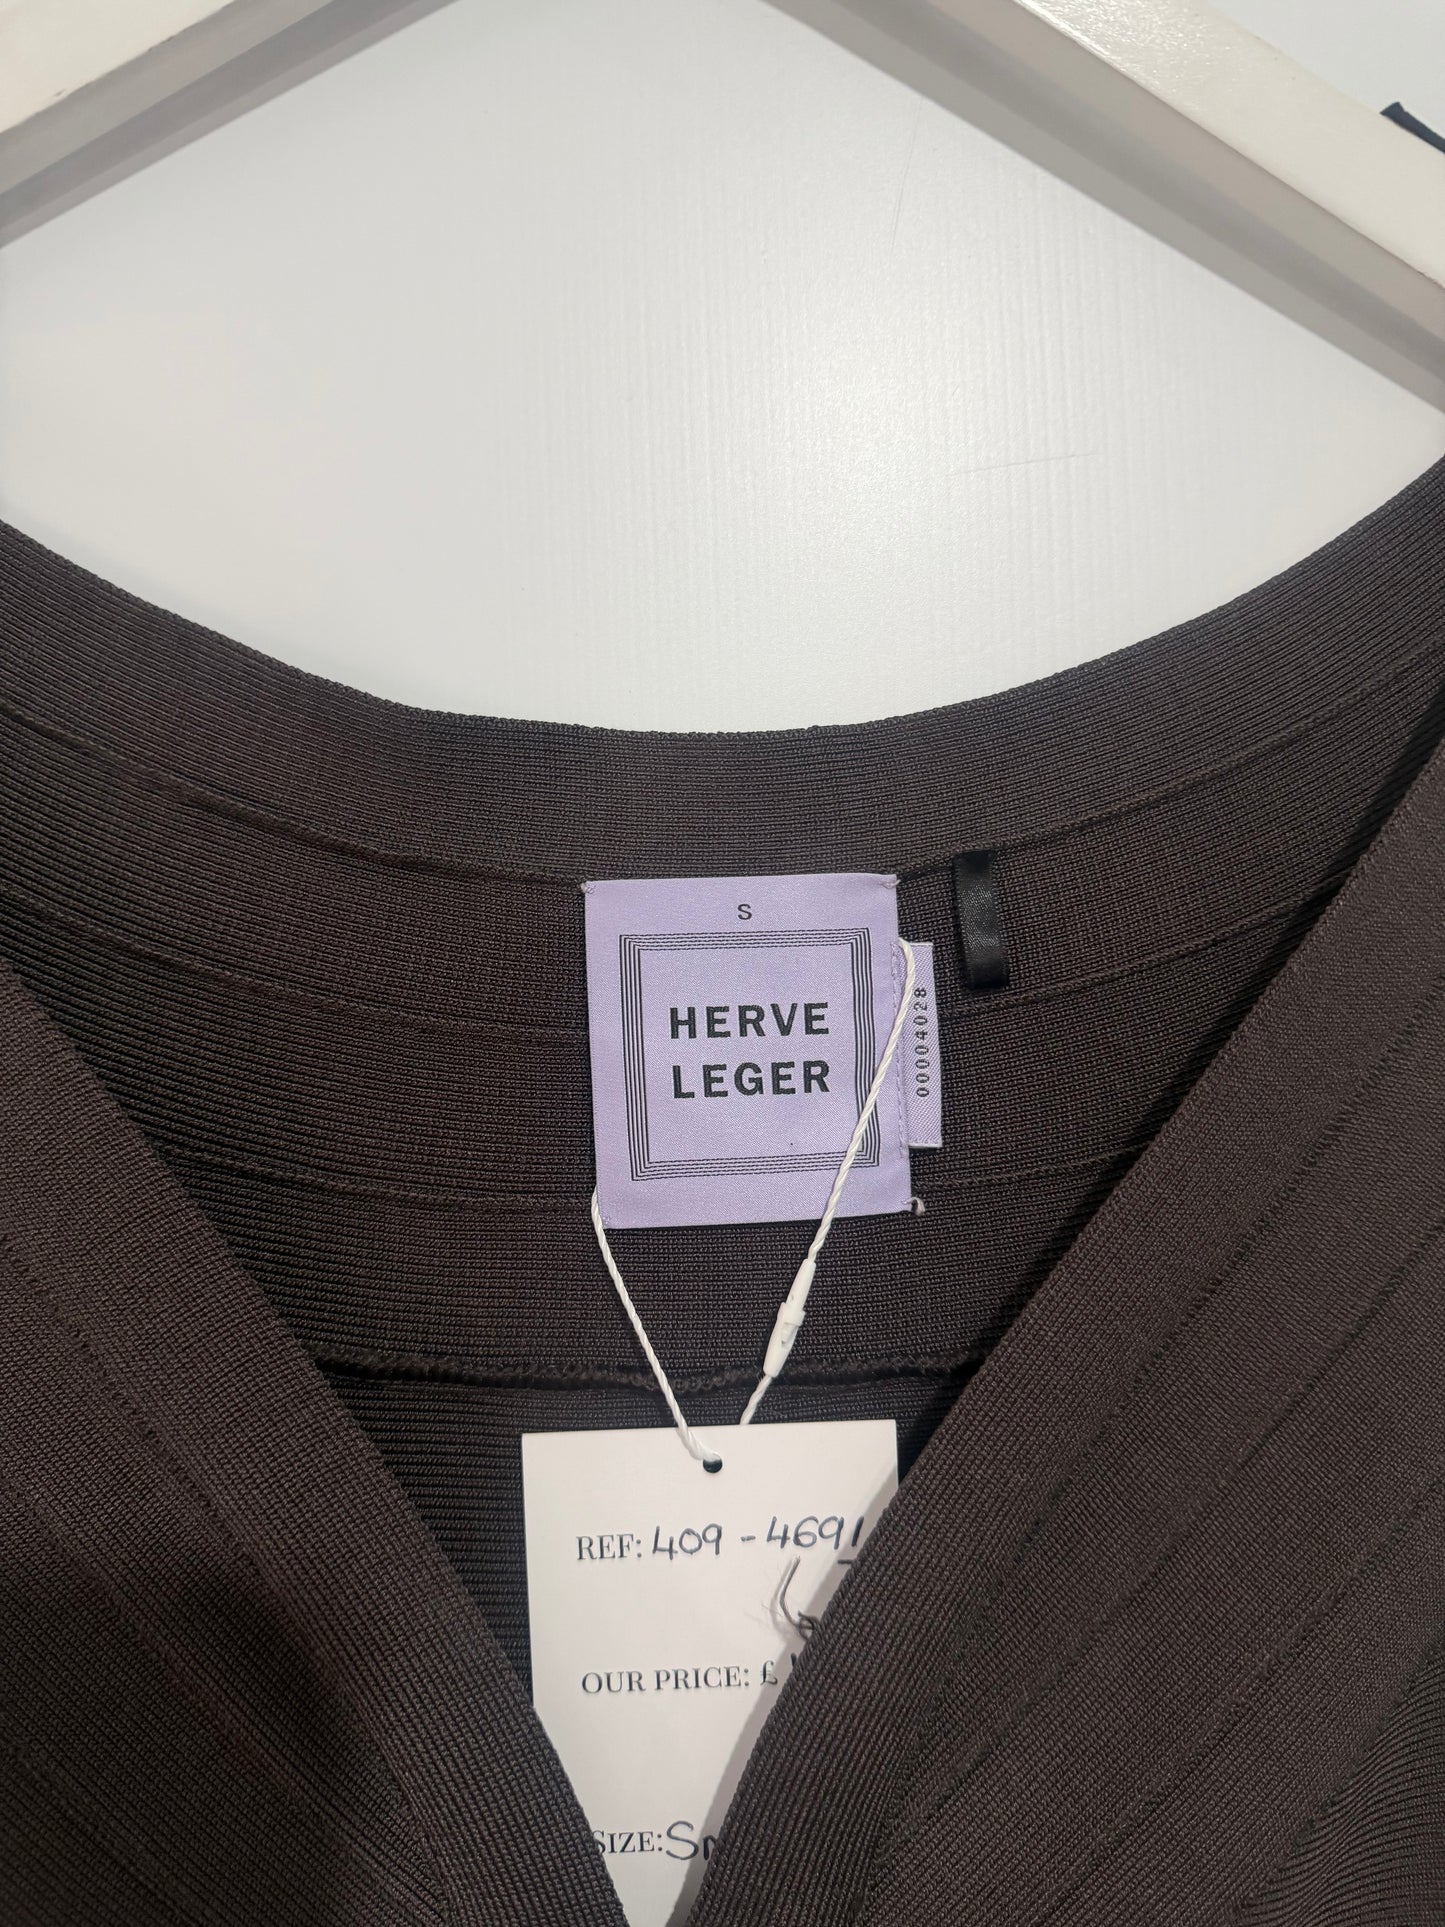 S
HERVE
LEGER
00004028
REF: 409 - 4691
OUR PRICE: £
SIZE: